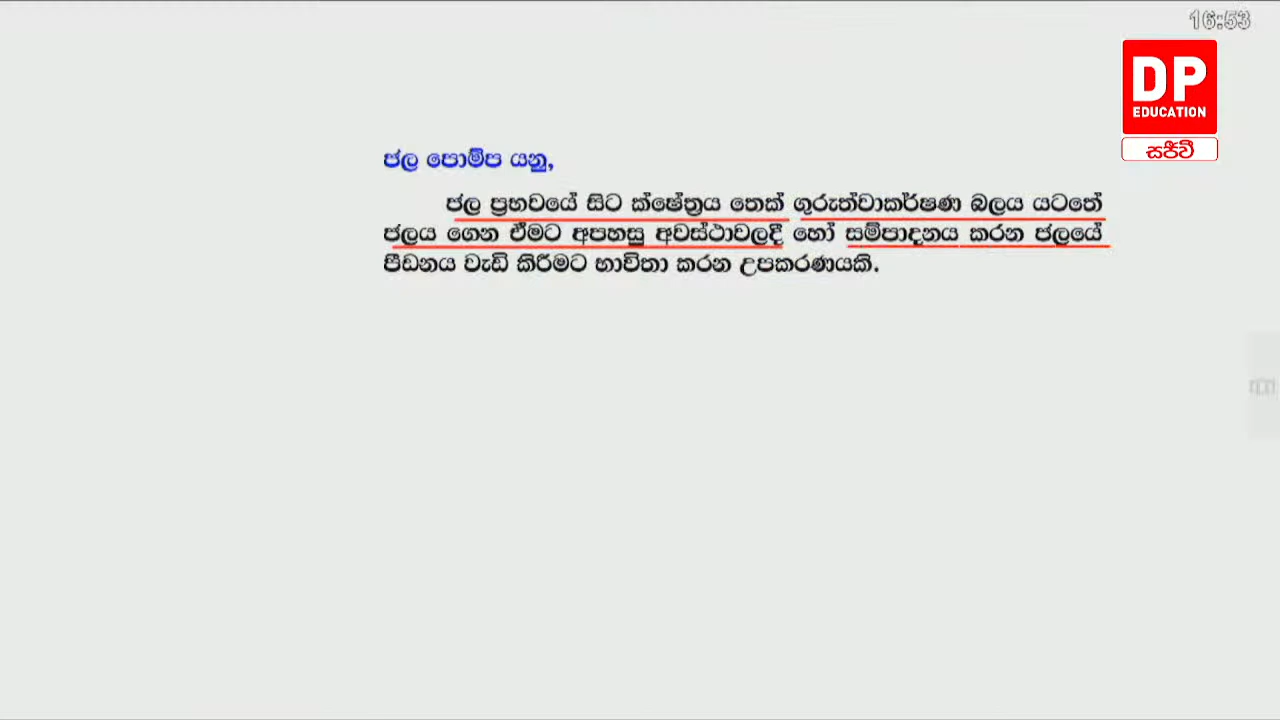 16:53
DP
EDUCATION
සජීවී
ජල පොම්ප යනු,
ජල ප්‍රභවයේ සිට ක්ෂේත්‍රය තෙක් ගුරුත්වාකර්ෂණ බලය යටතේ
ජලය ගෙන ඒමට අපහසු අවස්ථාවලදී හෝ සම්පාදනය කරන ජලයේ
පීඩනය වැඩි කිරීමට භාවිතා කරන උපකරණයකි.